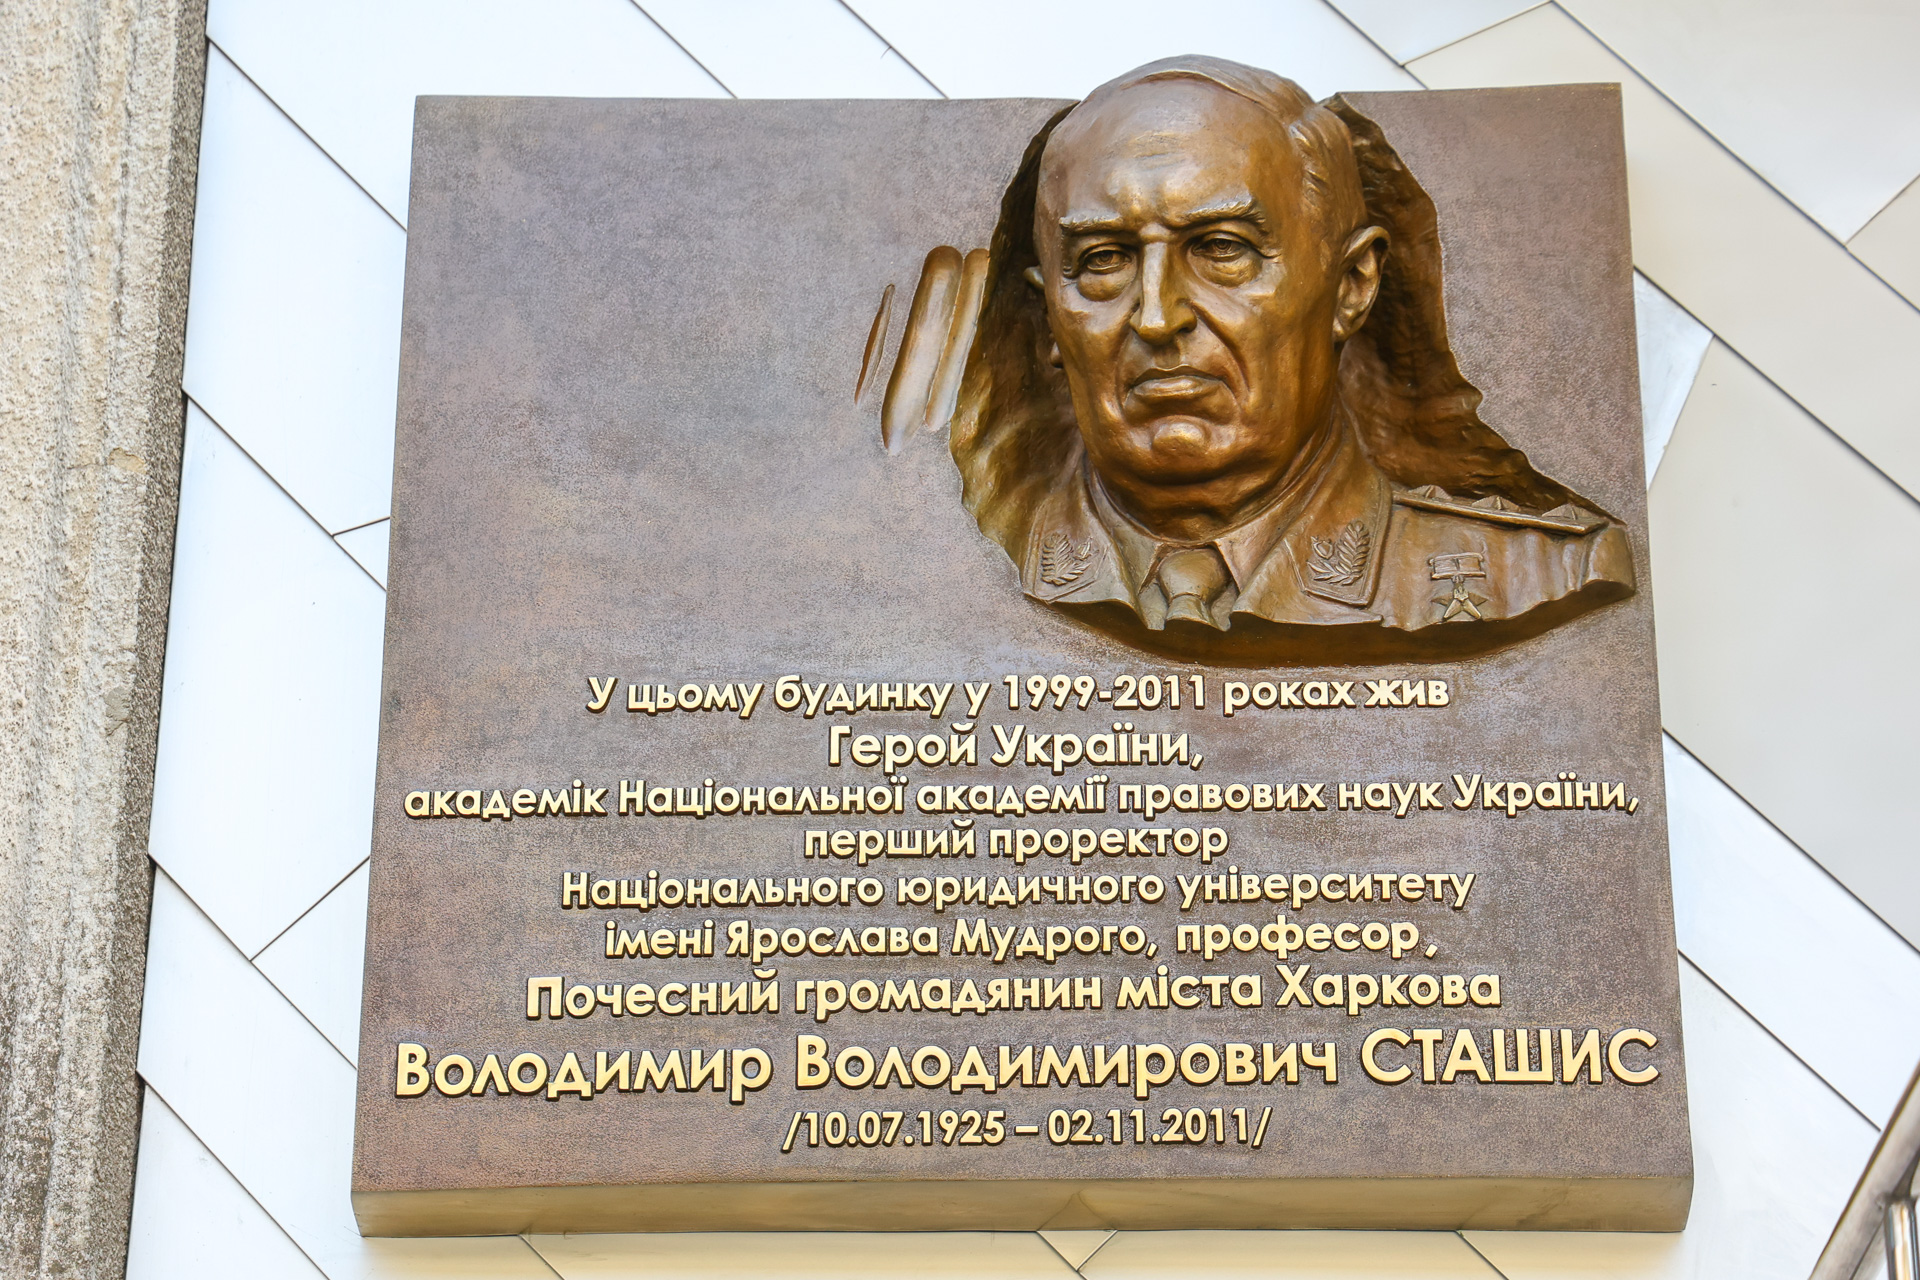 У цьому будинку у 1999-2011 роках жив
Герой України,
академік Національної академії правових наук України,
перший проректор
Національного юридичного університету
імені Ярослава Мудрого, професор,
Почесний громадянин міста Харкова
Володимир Володимирович СТАШИС
/10.07.1925 – 02.11.2011/